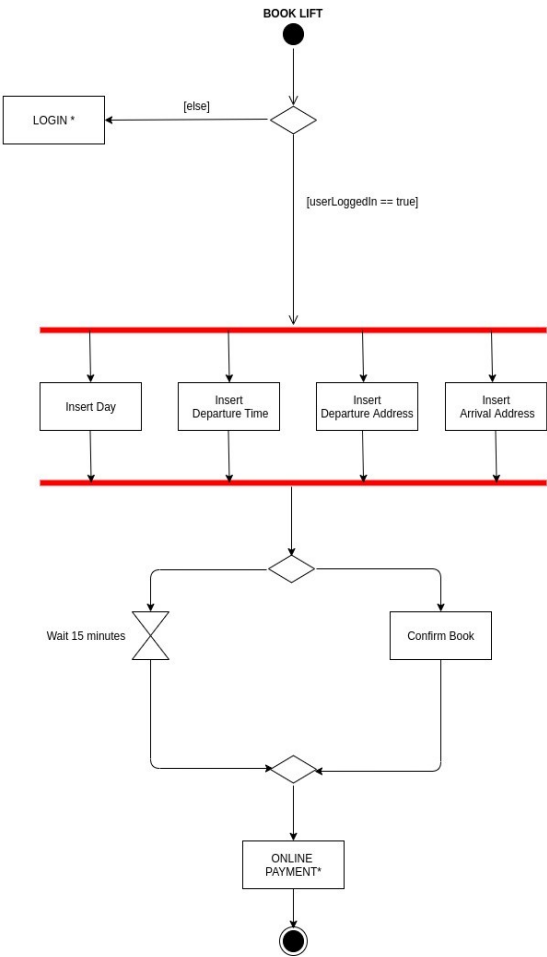 BOOK LIFT
[else]
LOGIN *
[userLoggedIn == true]
Insert Day
Insert
Departure Time
Insert
Departure Address
Insert
Arrival Address
Wait 15 minutes
Confirm Book
ONLINE
PAYMENT*